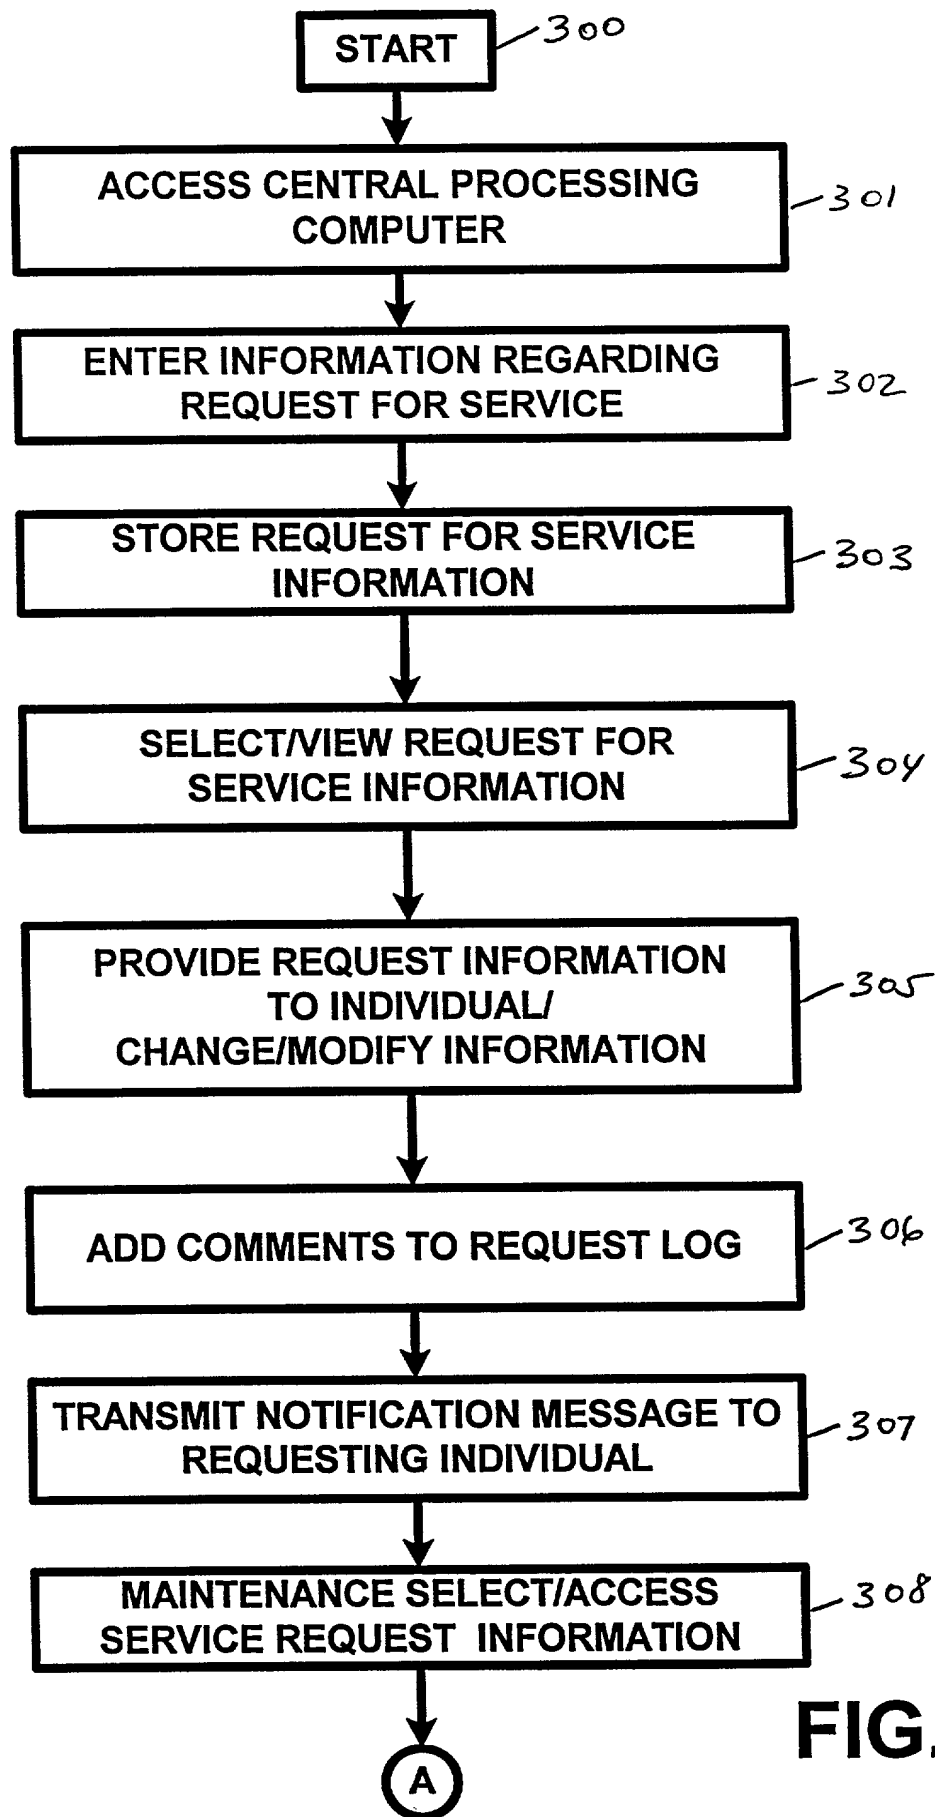 START
300
ACCESS CENTRAL PROCESSING
COMPUTER
301
ENTER INFORMATION REGARDING
REQUEST FOR SERVICE
302
STORE REQUEST FOR SERVICE
INFORMATION
303
SELECT/VIEW REQUEST FOR
SERVICE INFORMATION
304
PROVIDE REQUEST INFORMATION
TO INDIVIDUAL/
CHANGE/MODIFY INFORMATION
305
ADD COMMENTS TO REQUEST LOG
306
TRANSMIT NOTIFICATION MESSAGE TO
REQUESTING INDIVIDUAL
307
MAINTENANCE SELECT/ACCESS
SERVICE REQUEST INFORMATION
308
FIG.
A